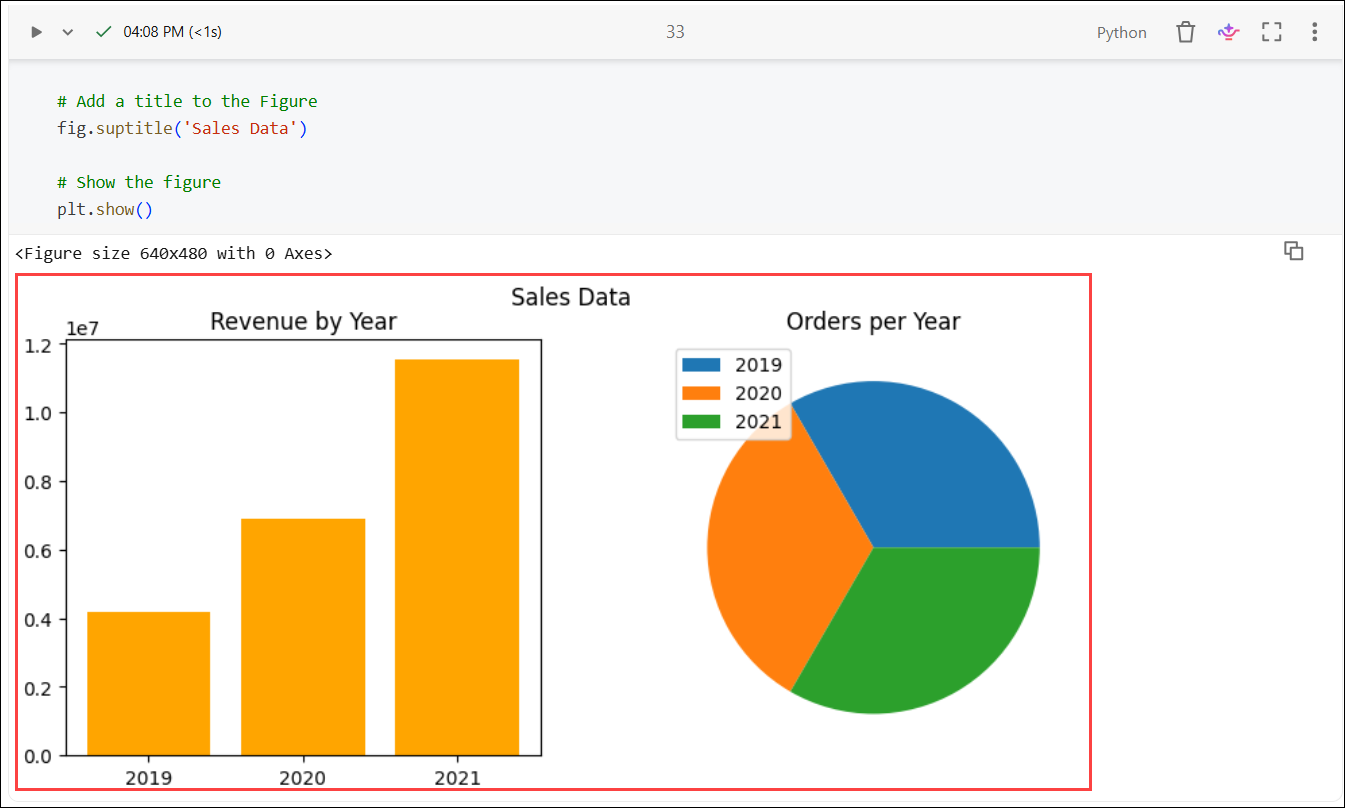 04:08 PM (<1s)
33
Python
# Add a title to the Figure
fig.suptitle('Sales Data')
# Show the figure
plt.show()
<Figure size 640x480 with 0 Axes>
Sales Data
Revenue by Year
1e7
1.2
1.0
0.8
0.6
0.4
0.2
0.0
2019
2020
2021
Orders per Year
2019
2020
2021